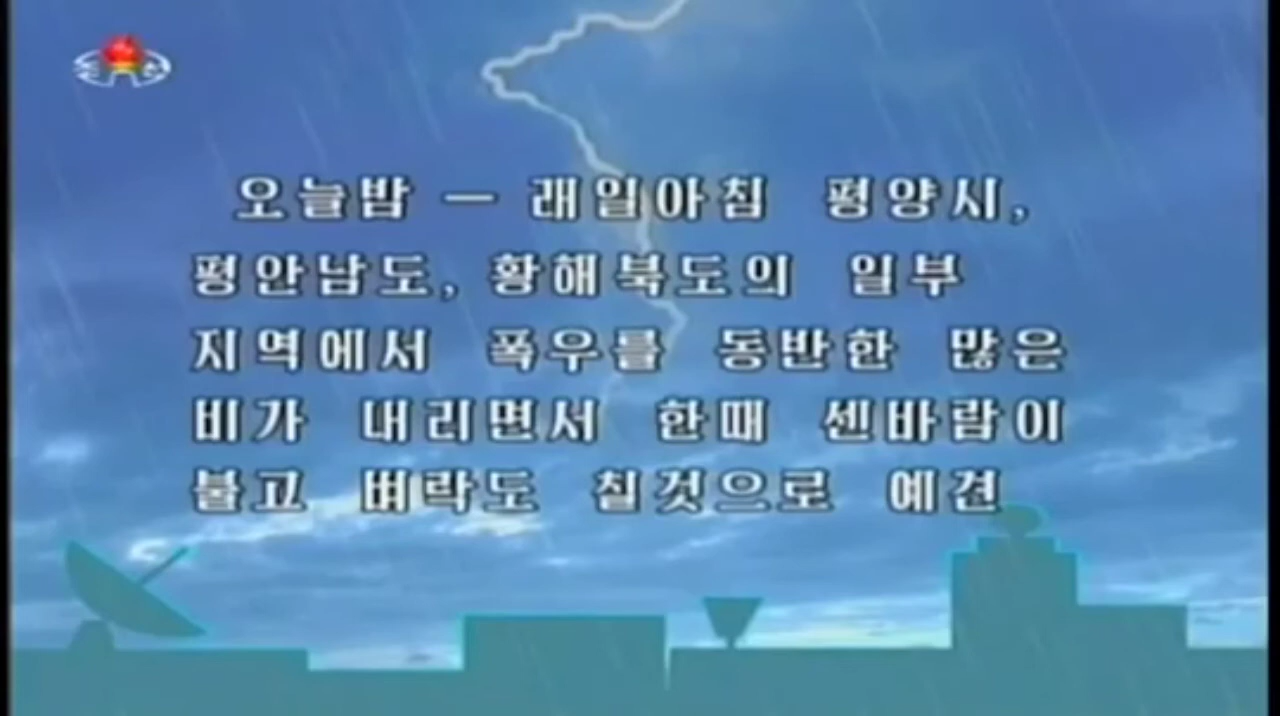 오늘밤 — 래일아침 평양시,
평안남도, 황해북도의 일부
지역에서 폭우를 동반한 많은
비가 내리면서 한때 센바람이
불고 벼락도 칠것으로 예견